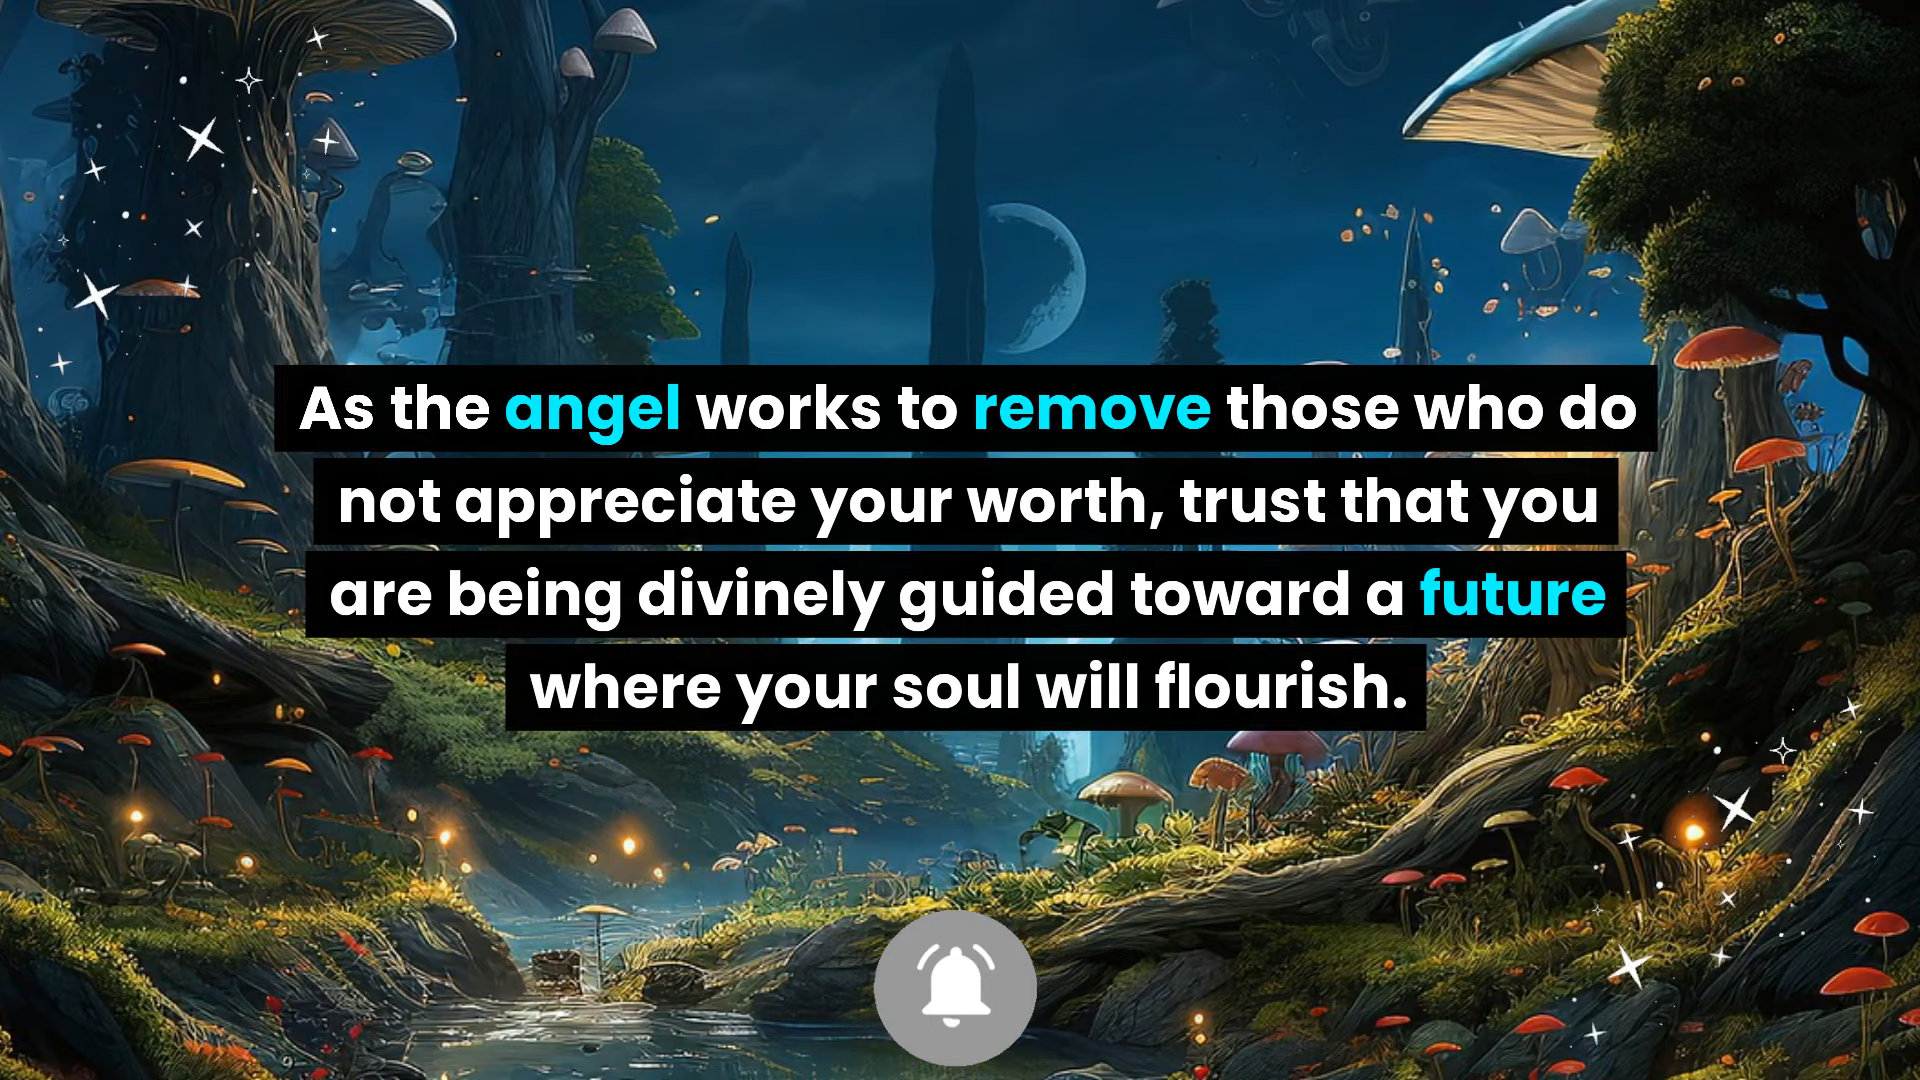 As the angel works to remove those who do
not appreciate your worth, trust that you
are being divinely guided toward a future
where your soul will flourish.